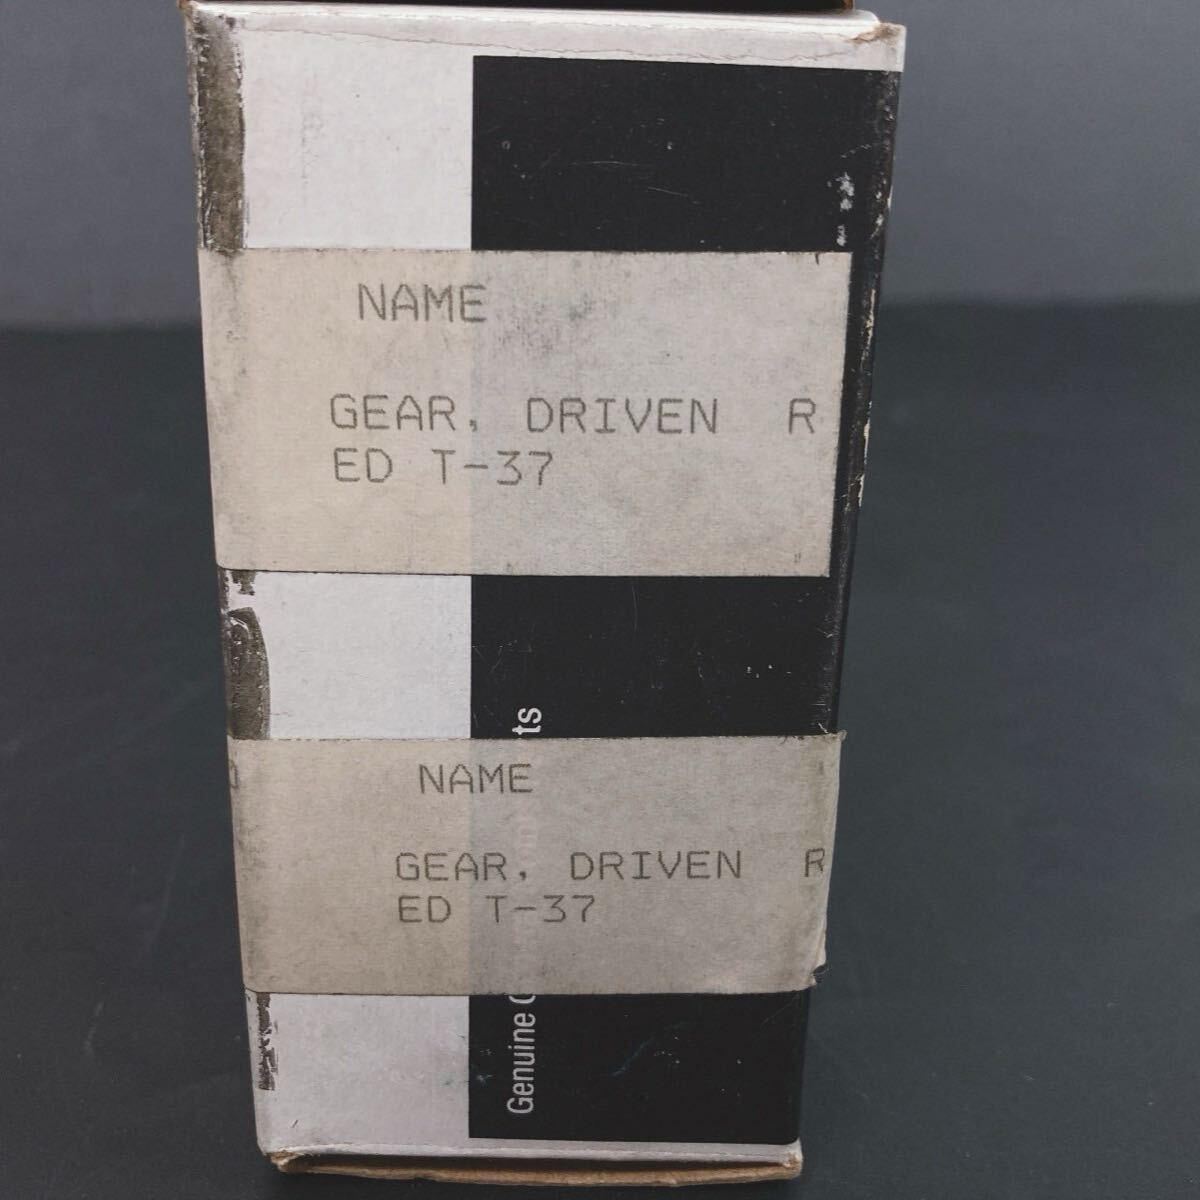 NAME
GEAR, DRIVEN R
ED T-37
NAME
GEAR, DRIVEN R
ED T-37
Genuine